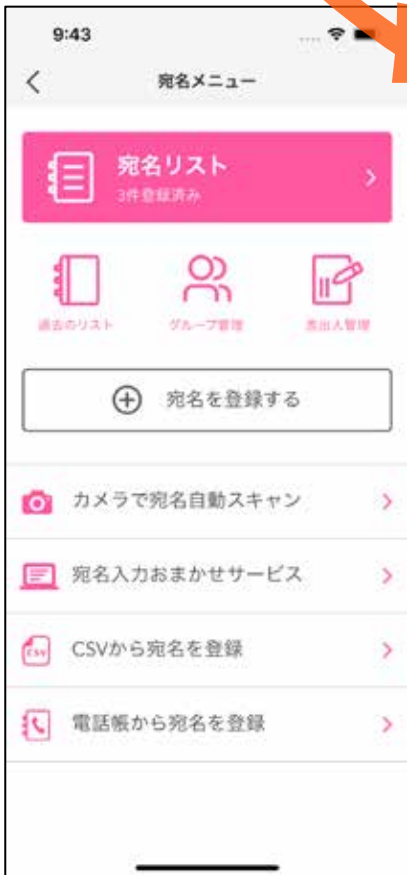 9:43
宛名メニュー
宛名リスト
3件登録済み
過去のリスト
グループ管理
差出人管理
宛名を登録する
カメラで宛名自動スキャン
宛名入力おまかせサービス
CSV
CSVから宛名を登録
電話帳から宛名を登録